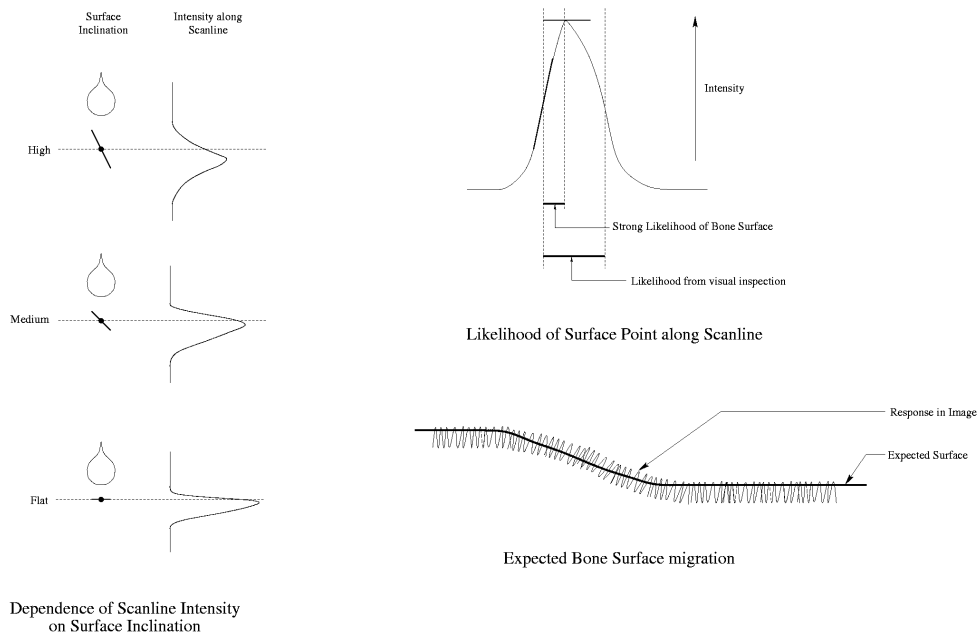 Surface
Inclination
Intensity along
Scanline
High
Medium
Flat
Dependence of Scanline Intensity
on Surface Inclination
Intensity
Strong Likelihood of Bone Surface
Likelihood from visual inspection
Likelihood of Surface Point along Scanline
Response in Image
Expected Surface
Expected Bone Surface migration